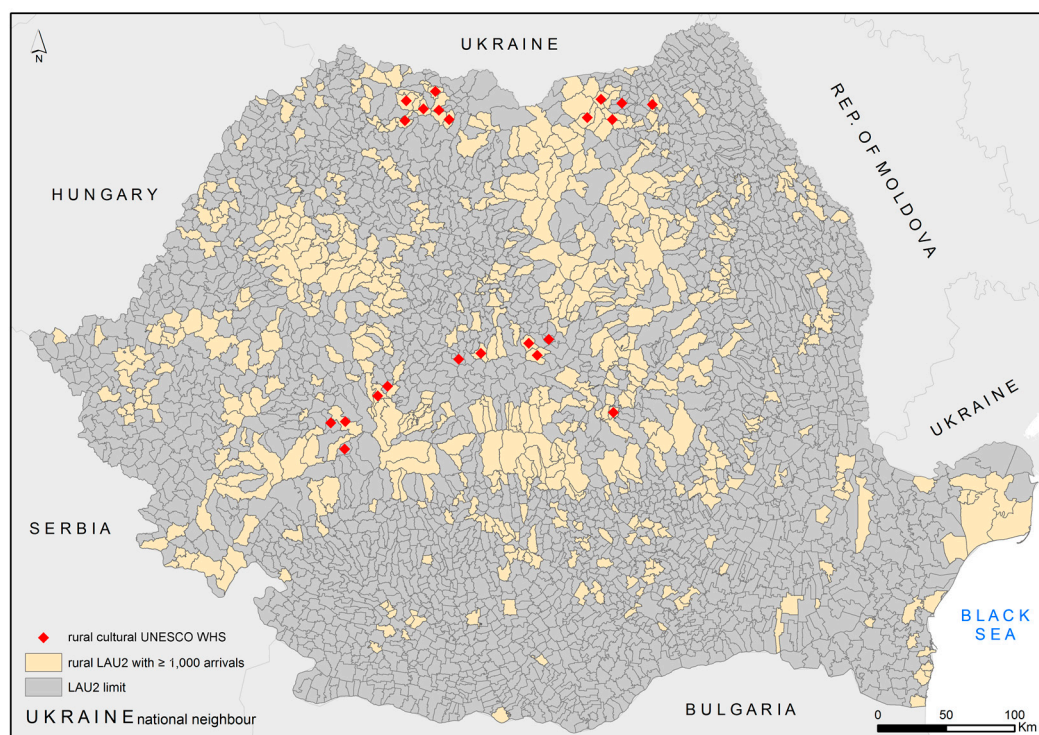 N
UKRAINE
REP. OF MOLDOVA
HUNGARY
UKRAINE
SERBIA
BLACK
SEA
BULGARIA
rural cultural UNESCO WHS
rural LAU2 with ≥ 1,000 arrivals
LAU2 limit
UKRAINE national neighbour
0 50 100
Km